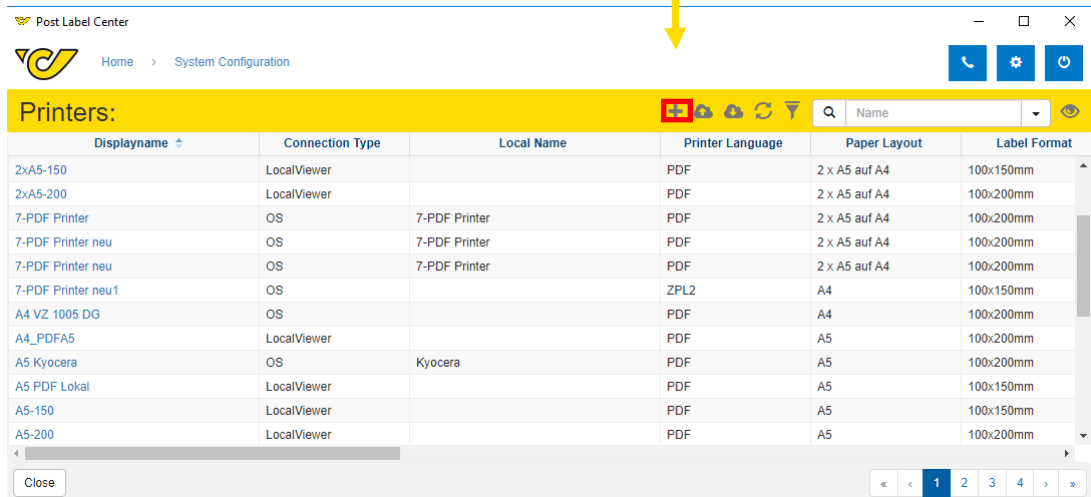 Post Label Center
Home > System Configuration
Printers:
Name
Displayname Connection Type Local Name Printer Language Paper Layout Label Format
2xA5-150 LocalViewer PDF 2 x A5 auf A4 100x150mm
2xA5-200 LocalViewer PDF 2 x A5 auf A4 100x200mm
7-PDF Printer OS 7-PDF Printer PDF 2 x A5 auf A4 100x200mm
7-PDF Printer neu OS 7-PDF Printer PDF 2 x A5 auf A4 100x200mm
7-PDF Printer neu OS 7-PDF Printer PDF 2 x A5 auf A4 100x200mm
7-PDF Printer neu1 OS ZPL2 A4 100x150mm
A4 VZ 1005 DG OS PDF A4 100x200mm
A4_PDFA5 LocalViewer PDF A5 100x200mm
A5 Kyocera OS Kyocera PDF A5 100x200mm
A5 PDF Lokal LocalViewer PDF A5 100x150mm
A5-150 LocalViewer PDF A5 100x150mm
A5-200 LocalViewer PDF A5 100x200mm
Close « ‹ 1 2 3 4 › »